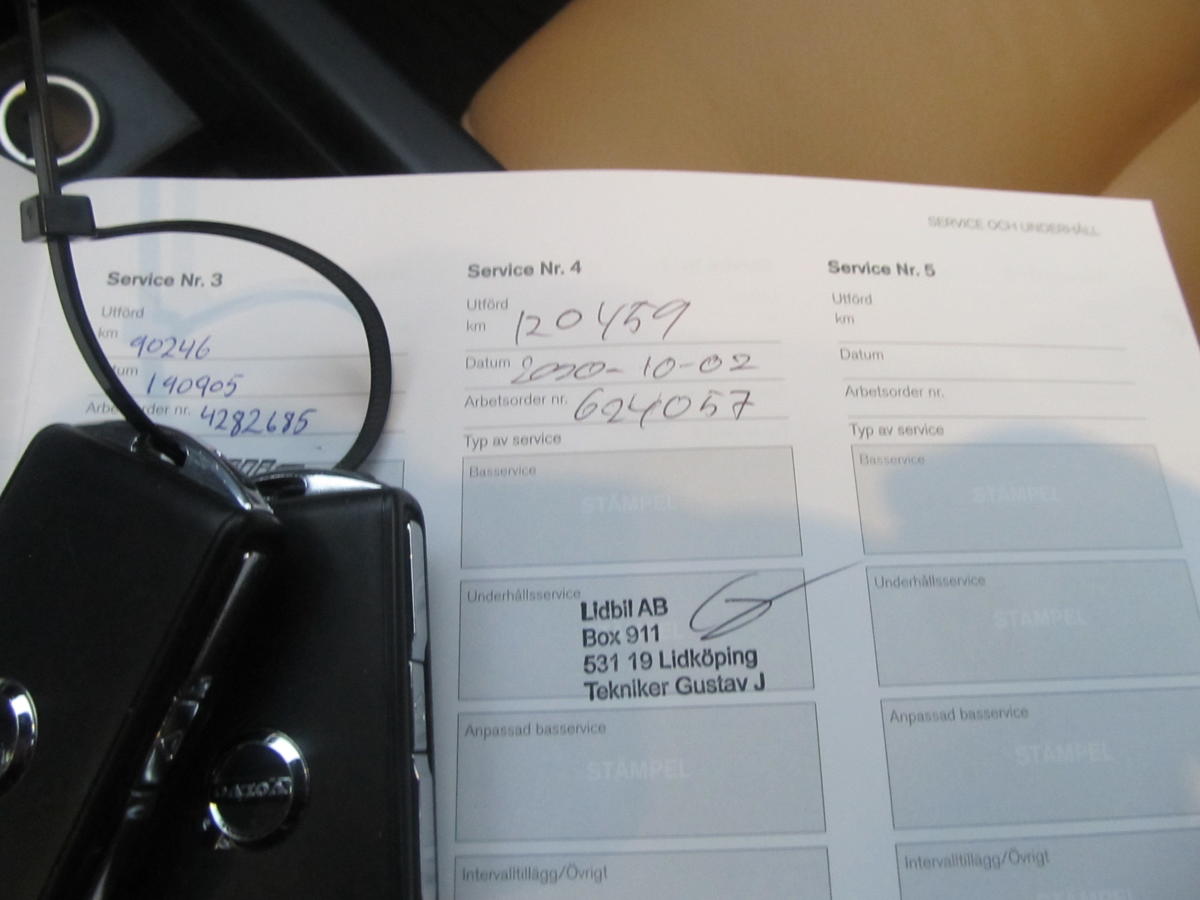 SERVICE OCH UNDERHÅLL
Service Nr. 3
Utförd
km 90246
190905
Arbetsorder nr. 4282685
Service Nr. 4
Utförd
km 120459
Datum 2020-10-02
Arbetsorder nr. 624057
Typ av service
Basservice
STÄMPEL
Underhållsservice
Lidbil AB
Box 911
531 19 Lidköping
Tekniker Gustav J
Anpassad basservice
STÄMPEL
Intervalltillägg/Övrigt
Service Nr. 5
Utförd
km
Datum
Arbetsorder nr.
Typ av service
Basservice
STÄMPEL
Underhållsservice
STÄMPEL
Anpassad basservice
STÄMPEL
Intervalltillägg/Övrigt
STÄMPEL
VOLVO